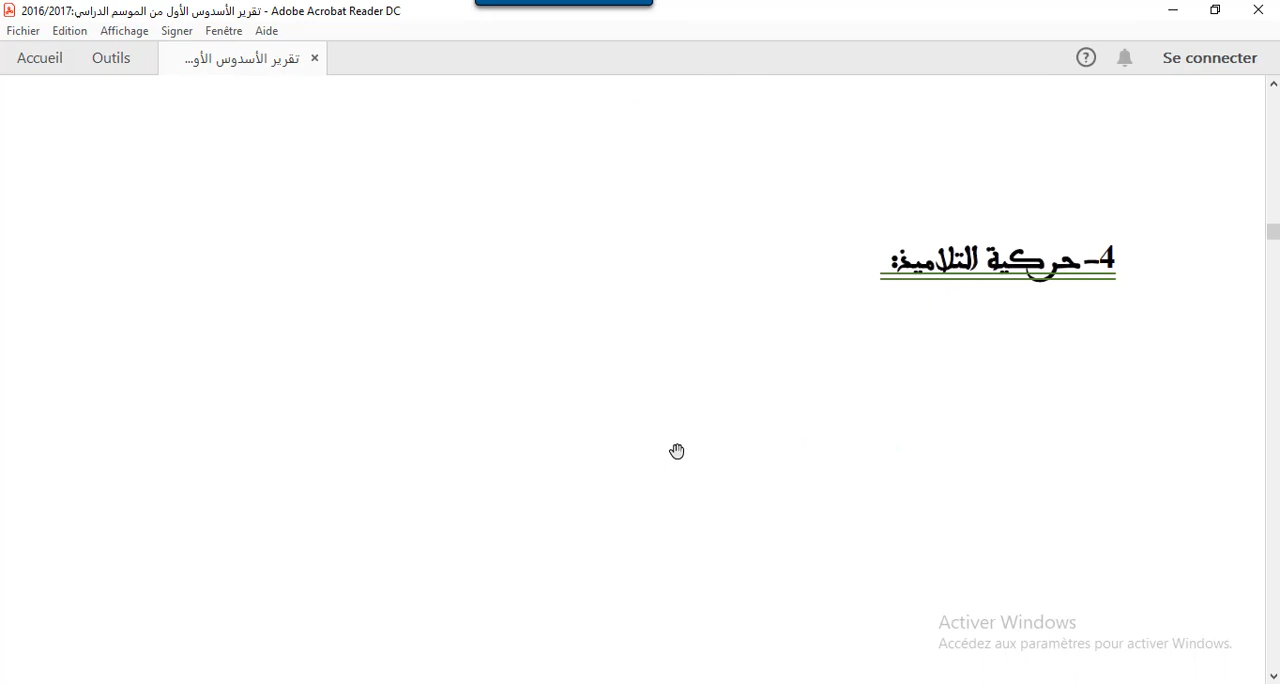 تقرير الأسدوس الأول من الموسم الدراسي:2016/2017 - Adobe Acrobat Reader DC
Fichier Edition Affichage Signer Fenêtre Aide
Accueil Outils تقرير الأسدوس الأو... × ? Se connecter
4-حركية التلاميذ:
Activer Windows
Accédez aux paramètres pour activer Windows.